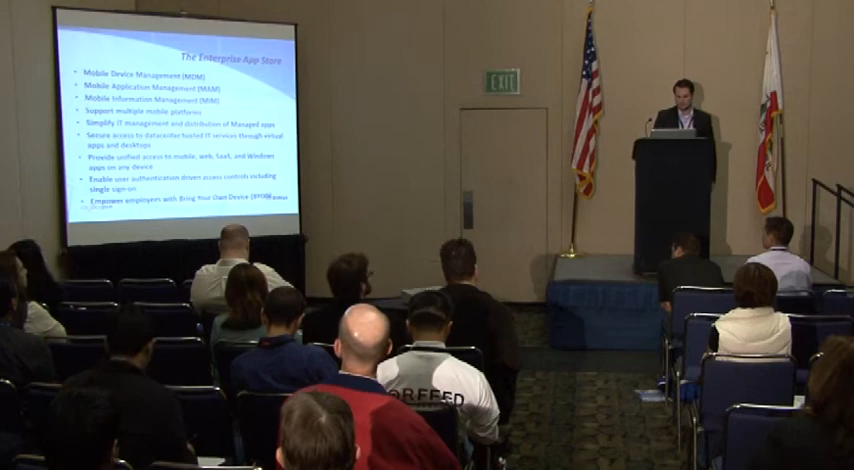 The Enterprise App Store
• Mobile Device Management (MDM)
• Mobile Application Management (MAM)
• Mobile Information Management (MIM)
• Support multiple mobile platforms
• Simplify IT management and distribution of Managed apps
• Secure access to datacenter hosted IT services through virtual
apps and desktops
• Provide unified access to mobile, web, SaaS, and Windows
apps on any device
• Enable user authentication driven access controls including
single sign-on
• Empower employees with Bring Your Own Device
EXIT
ORFEED